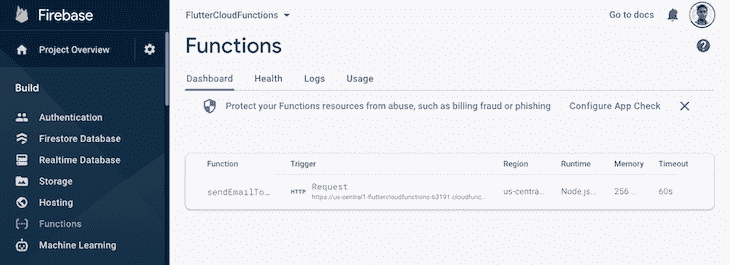 Firebase
Project Overview
Build
Authentication
Firestore Database
Realtime Database
Storage
Hosting
Functions
Machine Learning
FlutterCloudFunctions
Go to docs
Functions
Dashboard Health Logs Usage
Protect your Functions resources from abuse, such as billing fraud or phishing Configure App Check
Function Trigger Region Runtime Memory Timeout
sendEmailTo… HTTP Request us-centra… Node.js… 256 … 60s
https://us-central1-fluttercloudfunctions-b3191.cloudfunc…